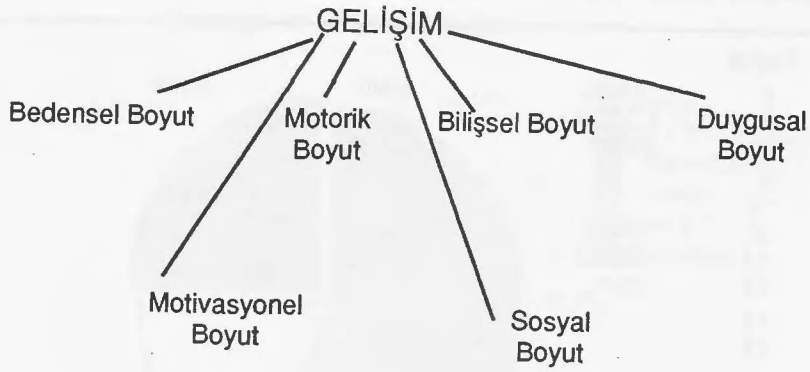 GELİŞİM
Bedensel Boyut
Motorik
Boyut
Bilişsel Boyut
Duygusal
Boyut
Motivasyonel
Boyut
Sosyal
Boyut